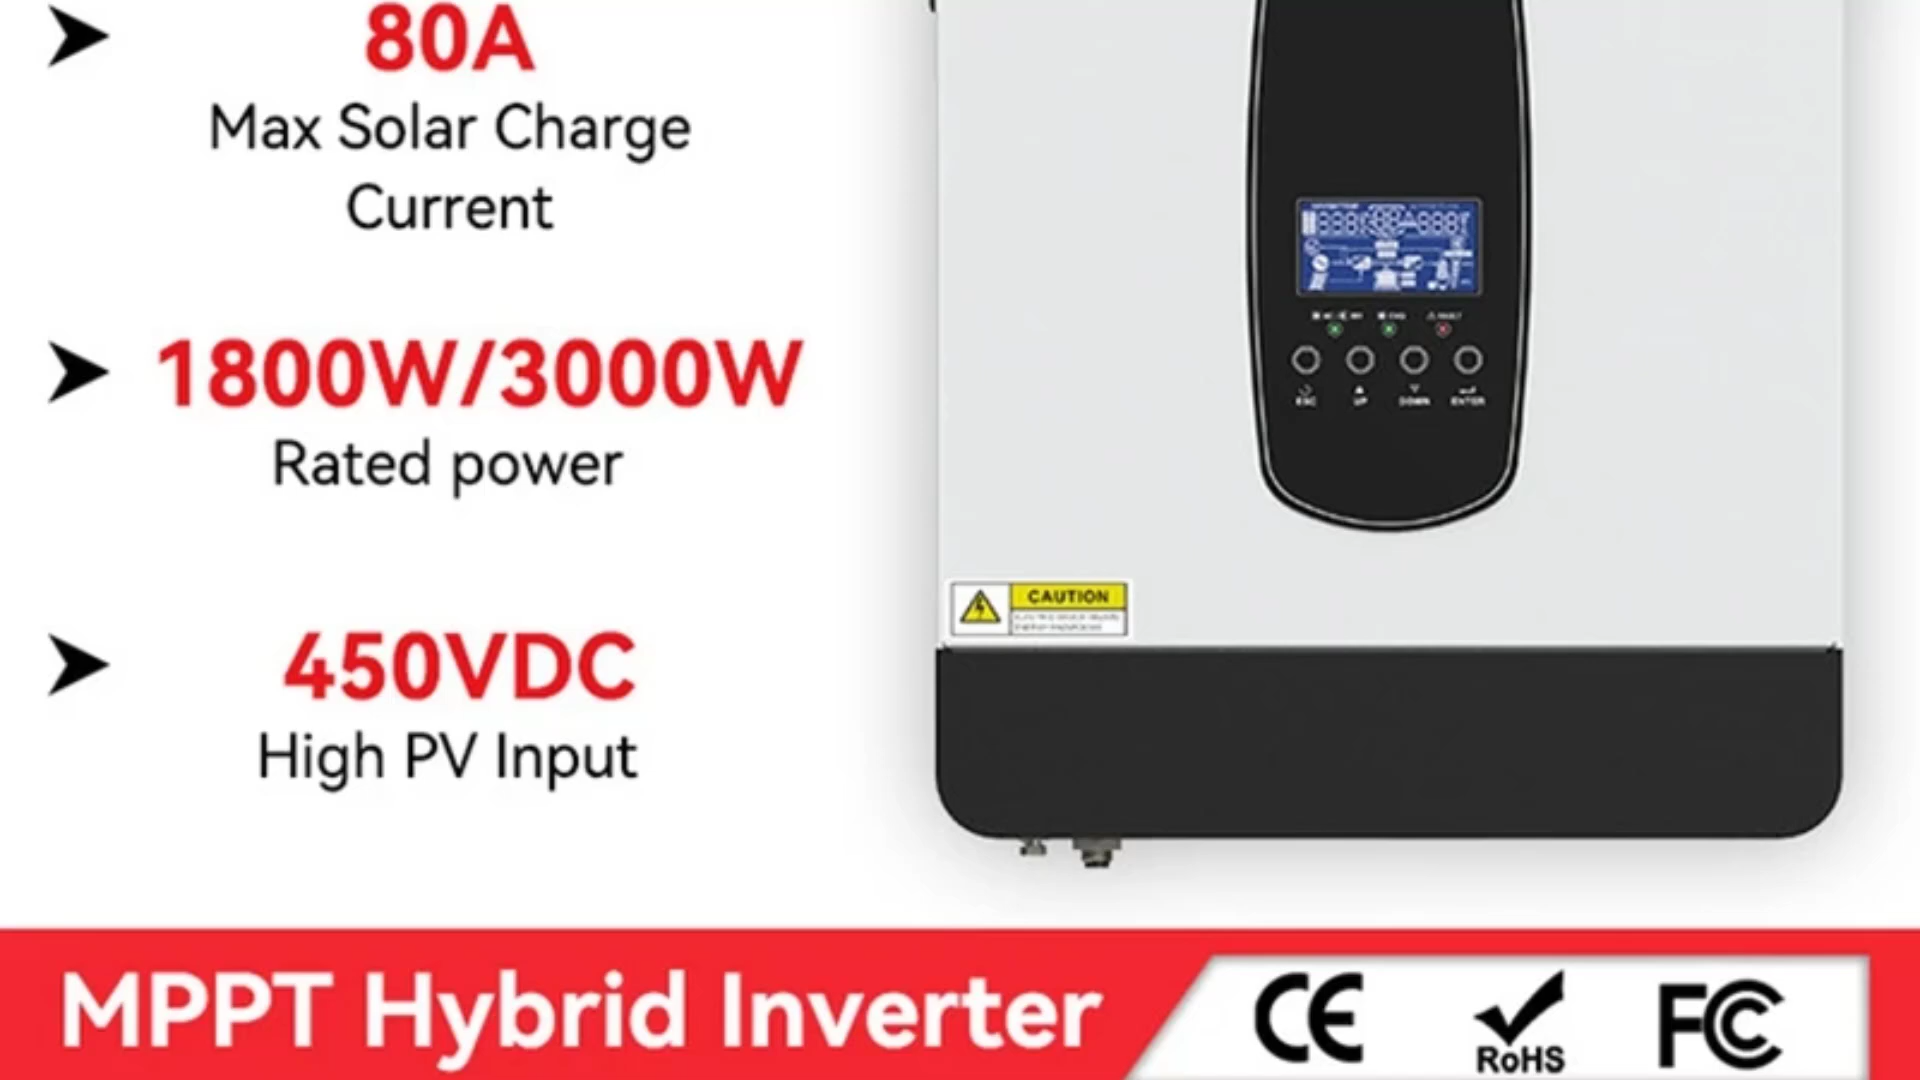 80A
Max Solar Charge
Current
1800W/3000W
Rated power
450VDC
High PV Input
ESC UP DOWN ENTER
CAUTION
MPPT Hybrid Inverter
CE RoHS FC